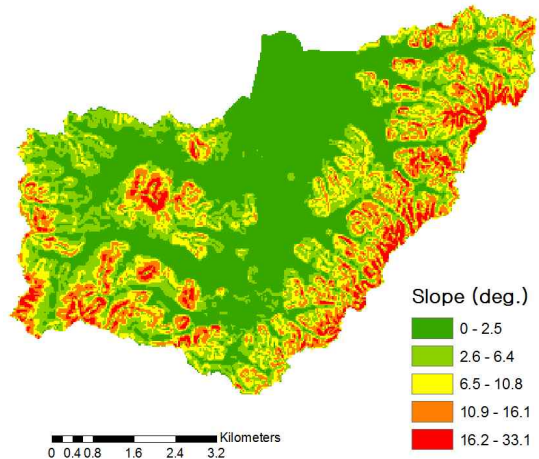 Slope (deg.)
0 - 2.5
2.6 - 6.4
6.5 - 10.8
10.9 - 16.1
16.2 - 33.1
Kilometers
0 0.4 0.8 1.6 2.4 3.2